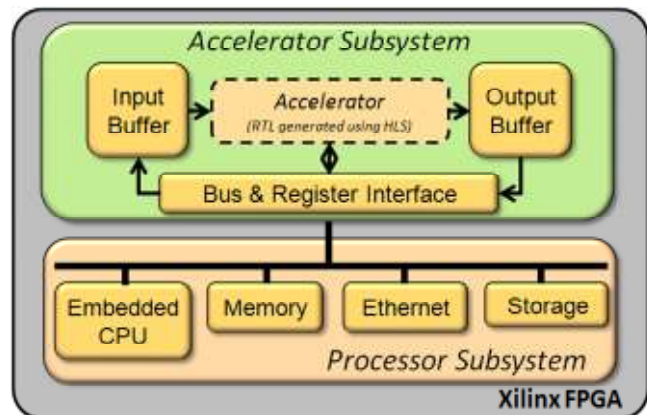 Accelerator Subsystem
Input
Buffer
Accelerator
(RTL generated using HLS)
Output
Buffer
Bus & Register Interface
Embedded
CPU
Memory
Ethernet
Storage
Processor Subsystem
Xilinx FPGA